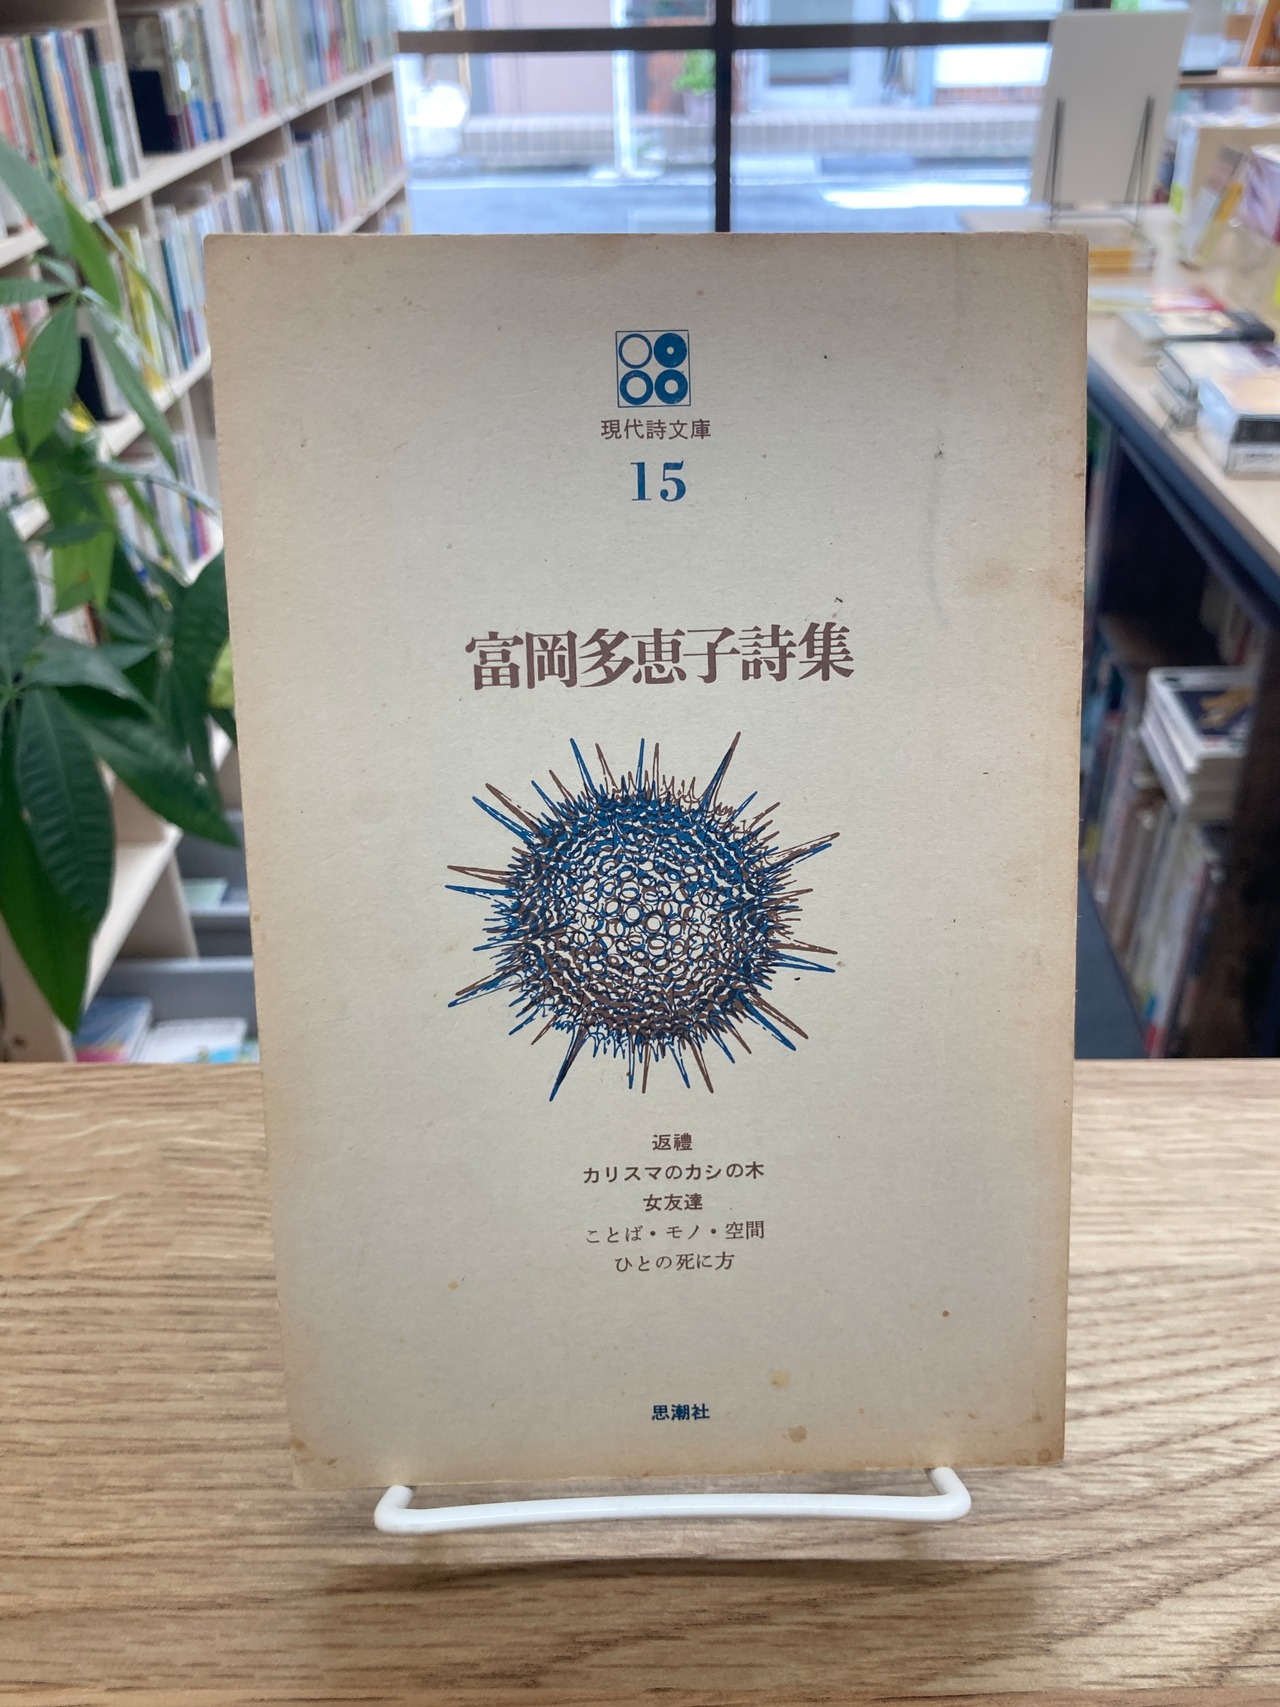 現代詩文庫
15
富岡多恵子詩集
返禮
カリスマのカシの木
女友達
ことば・モノ・空間
ひとの死に方
思潮社